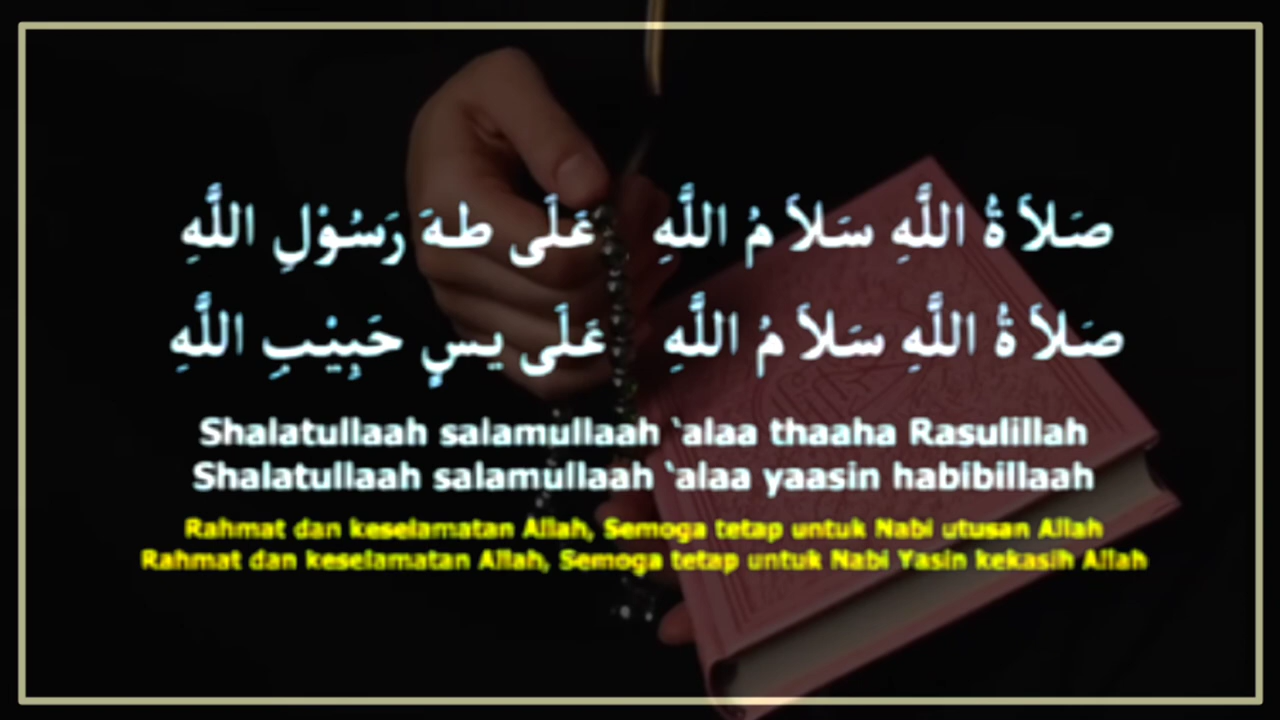 صَلاَ ةُ اللَّهِ سَلاَ مُ اللَّهِ عَلَى طهَ رَسُوْلِ اللَّهِ
صَلاَ ةُ اللَّهِ سَلاَ مُ اللَّهِ عَلَى يسٍ حَبِيْبِ اللَّهِ
Shalatullaah salamullaah `alaa thaaha Rasulillah
Shalatullaah salamullaah `alaa yaasin habibillaah
Rahmat dan keselamatan Allah, Semoga tetap untuk Nabi utusan Allah
Rahmat dan keselamatan Allah, Semoga tetap untuk Nabi Yasin kekasih Allah